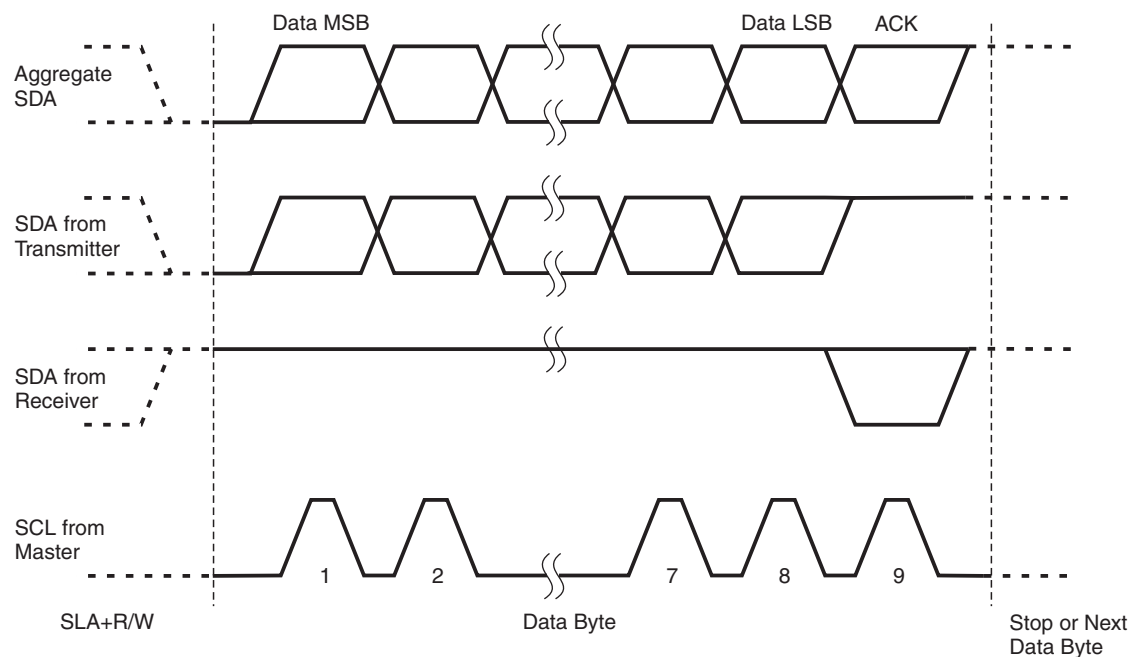 Data MSB
Data LSB
ACK
Aggregate
SDA
SDA from
Transmitter
SDA from
Receiver
SCL from
Master
1
2
7
8
9
SLA+R/W
Data Byte
Stop or Next
Data Byte